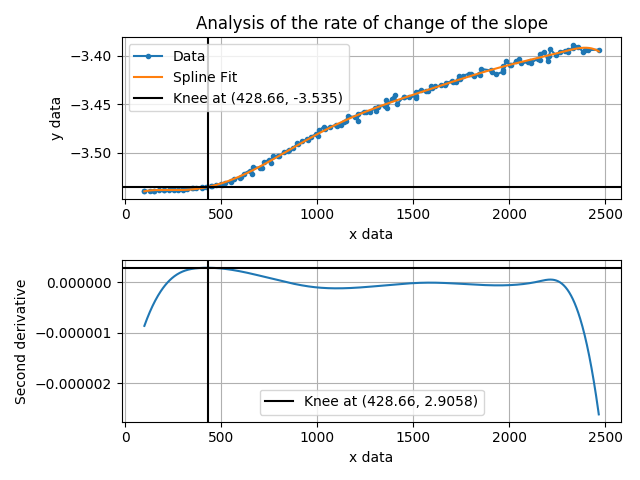 Analysis of the rate of change of the slope
Data
Spline Fit
Knee at (428.66, -3.535)
y data
−3.40
−3.45
−3.50
0 500 1000 1500 2000 2500
x data
Second derivative
0.000000
−0.000001
−0.000002
Knee at (428.66, 2.9058)
0 500 1000 1500 2000 2500
x data